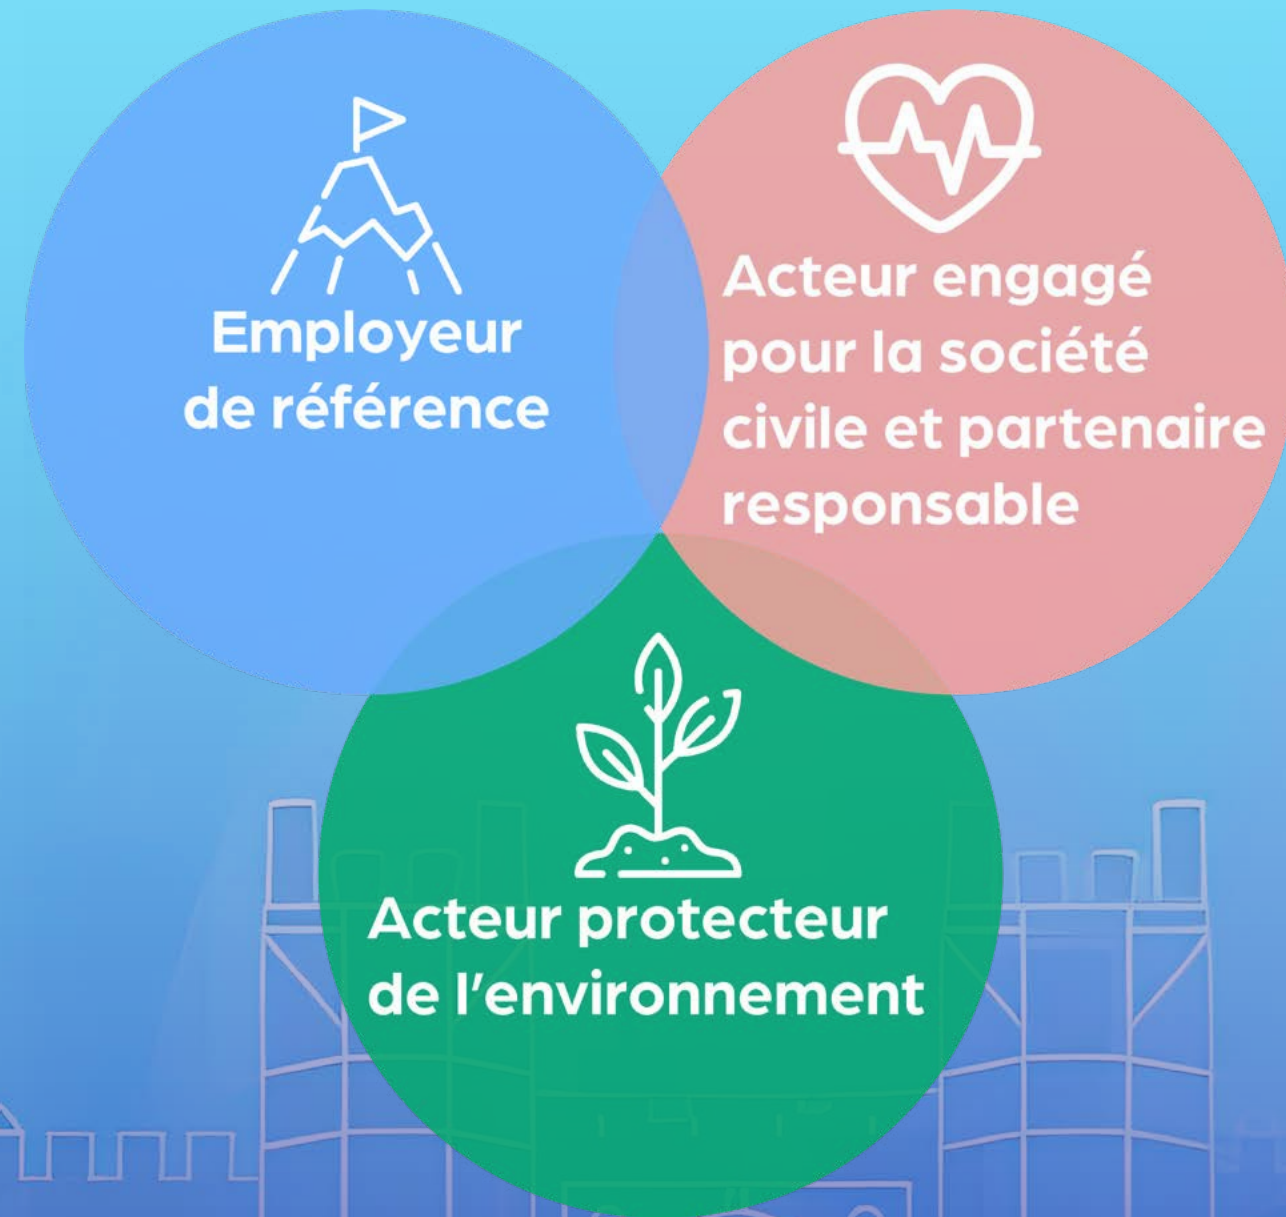 Employeur
de référence
Acteur engagé
pour la société
civile et partenaire
responsable
Acteur protecteur
de l’environnement